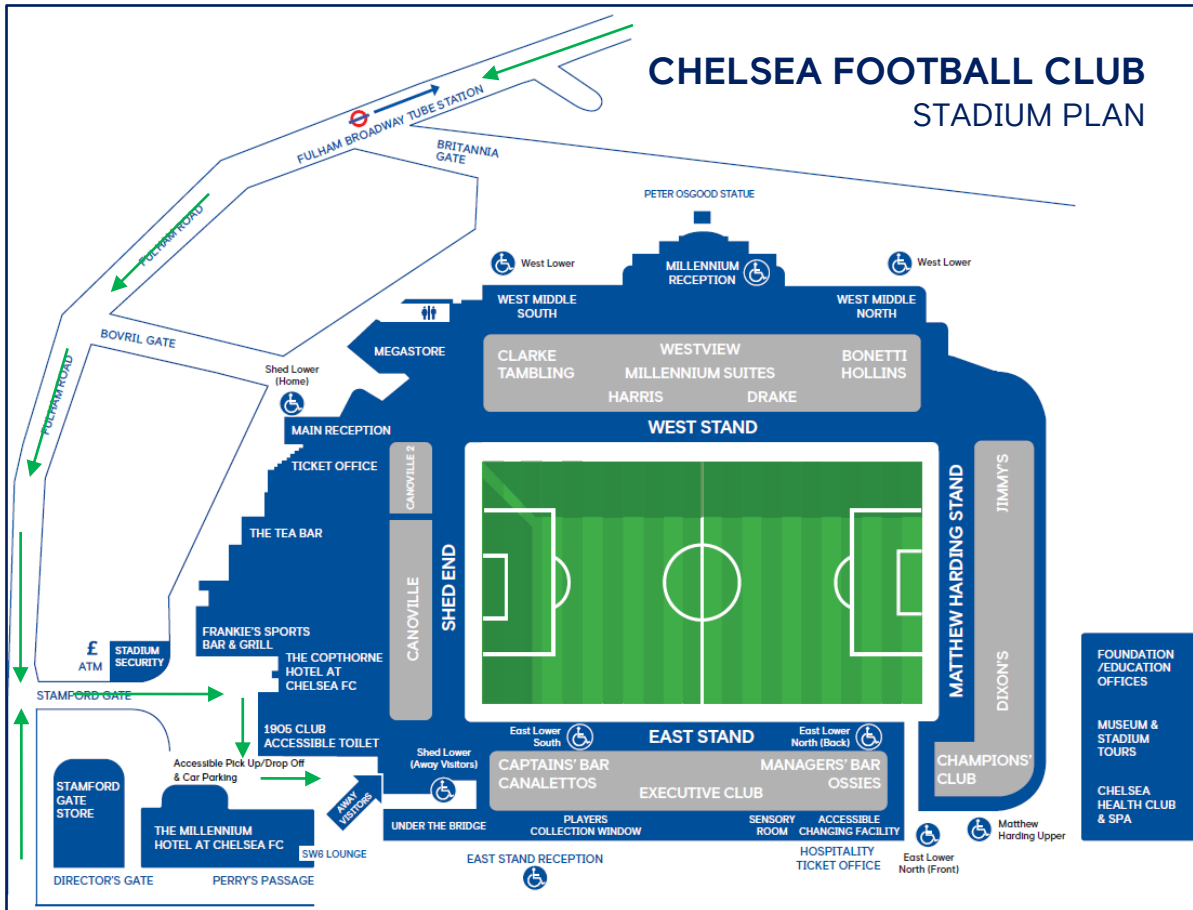 CHELSEA FOOTBALL CLUB
STADIUM PLAN
FULHAM BROADWAY TUBE STATION
BRITANNIA
GATE
PETER OSGOOD STATUE
FULHAM ROAD
West Lower
MILLENNIUM
RECEPTION
West Lower
WEST MIDDLE
SOUTH
WEST MIDDLE
NORTH
BOVRIL GATE
MEGASTORE
CLARKE
TAMBLING
WESTVIEW
MILLENNIUM SUITES
HARRIS
DRAKE
BONETTI
HOLLINS
FULHAM ROAD
Shed Lower
(Home)
MAIN RECEPTION
WEST STAND
TICKET OFFICE
CANOVILLE 2
JIMMY'S
THE TEA BAR
CANOVILLE
SHED END
MATTHEW HARDING STAND
DIXON'S
FRANKIE'S SPORTS
BAR & GRILL
£
ATM
STADIUM
SECURITY
THE COPTHORNE
HOTEL AT
CHELSEA FC
STAMFORD GATE
FOUNDATION
/EDUCATION
OFFICES
MUSEUM &
STADIUM
TOURS
CHELSEA
HEALTH CLUB
& SPA
1905 CLUB
ACCESSIBLE TOILET
East Lower
South
EAST STAND
East Lower
North (Back)
Accessible Pick Up/Drop Off
& Car Parking
Shed Lower
(Away Visitors)
CAPTAINS' BAR
CANALETTOS
EXECUTIVE CLUB
MANAGERS' BAR
OSSIES
CHAMPIONS'
CLUB
STAMFORD
GATE
STORE
AWAY
VISITORS
THE MILLENNIUM
HOTEL AT CHELSEA FC
UNDER THE BRIDGE
PLAYERS
COLLECTION WINDOW
SENSORY
ROOM
ACCESSIBLE
CHANGING FACILITY
Matthew
Harding Upper
SW6 LOUNGE
EAST STAND RECEPTION
HOSPITALITY
TICKET OFFICE
East Lower
North (Front)
DIRECTOR'S GATE
PERRY'S PASSAGE